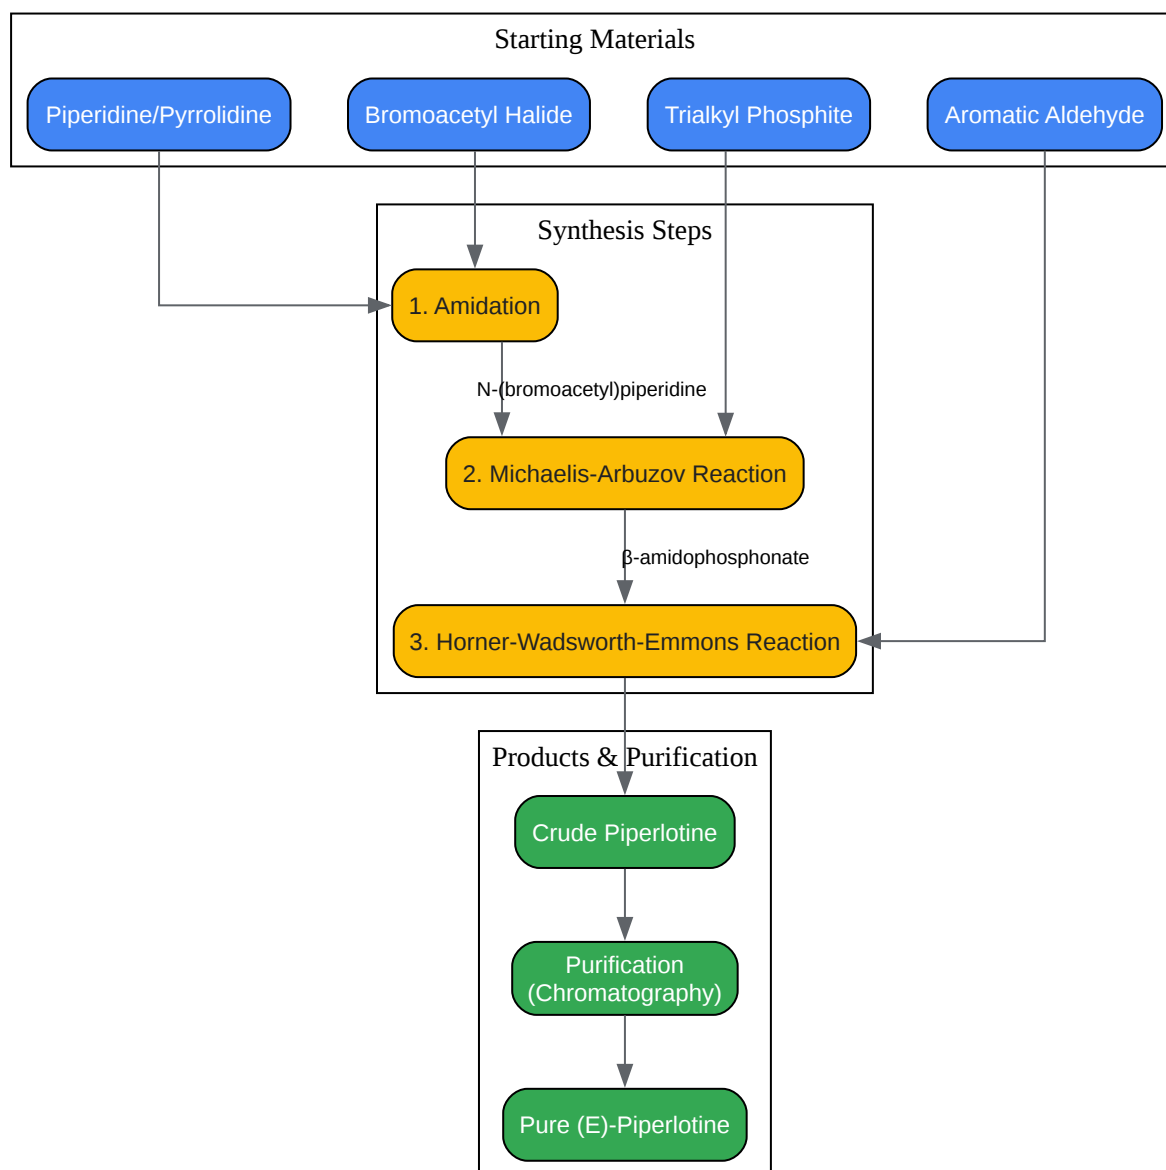 Starting Materials
Piperidine/Pyrrolidine
Bromoacetyl Halide
Trialkyl Phosphite
Aromatic Aldehyde
Synthesis Steps
1. Amidation
N-(bromoacetyl)piperidine
2. Michaelis-Arbuzov Reaction
β-amidophosphonate
3. Horner-Wadsworth-Emmons Reaction
Products & Purification
Crude Piperlotine
Purification
(Chromatography)
Pure (E)-Piperlotine